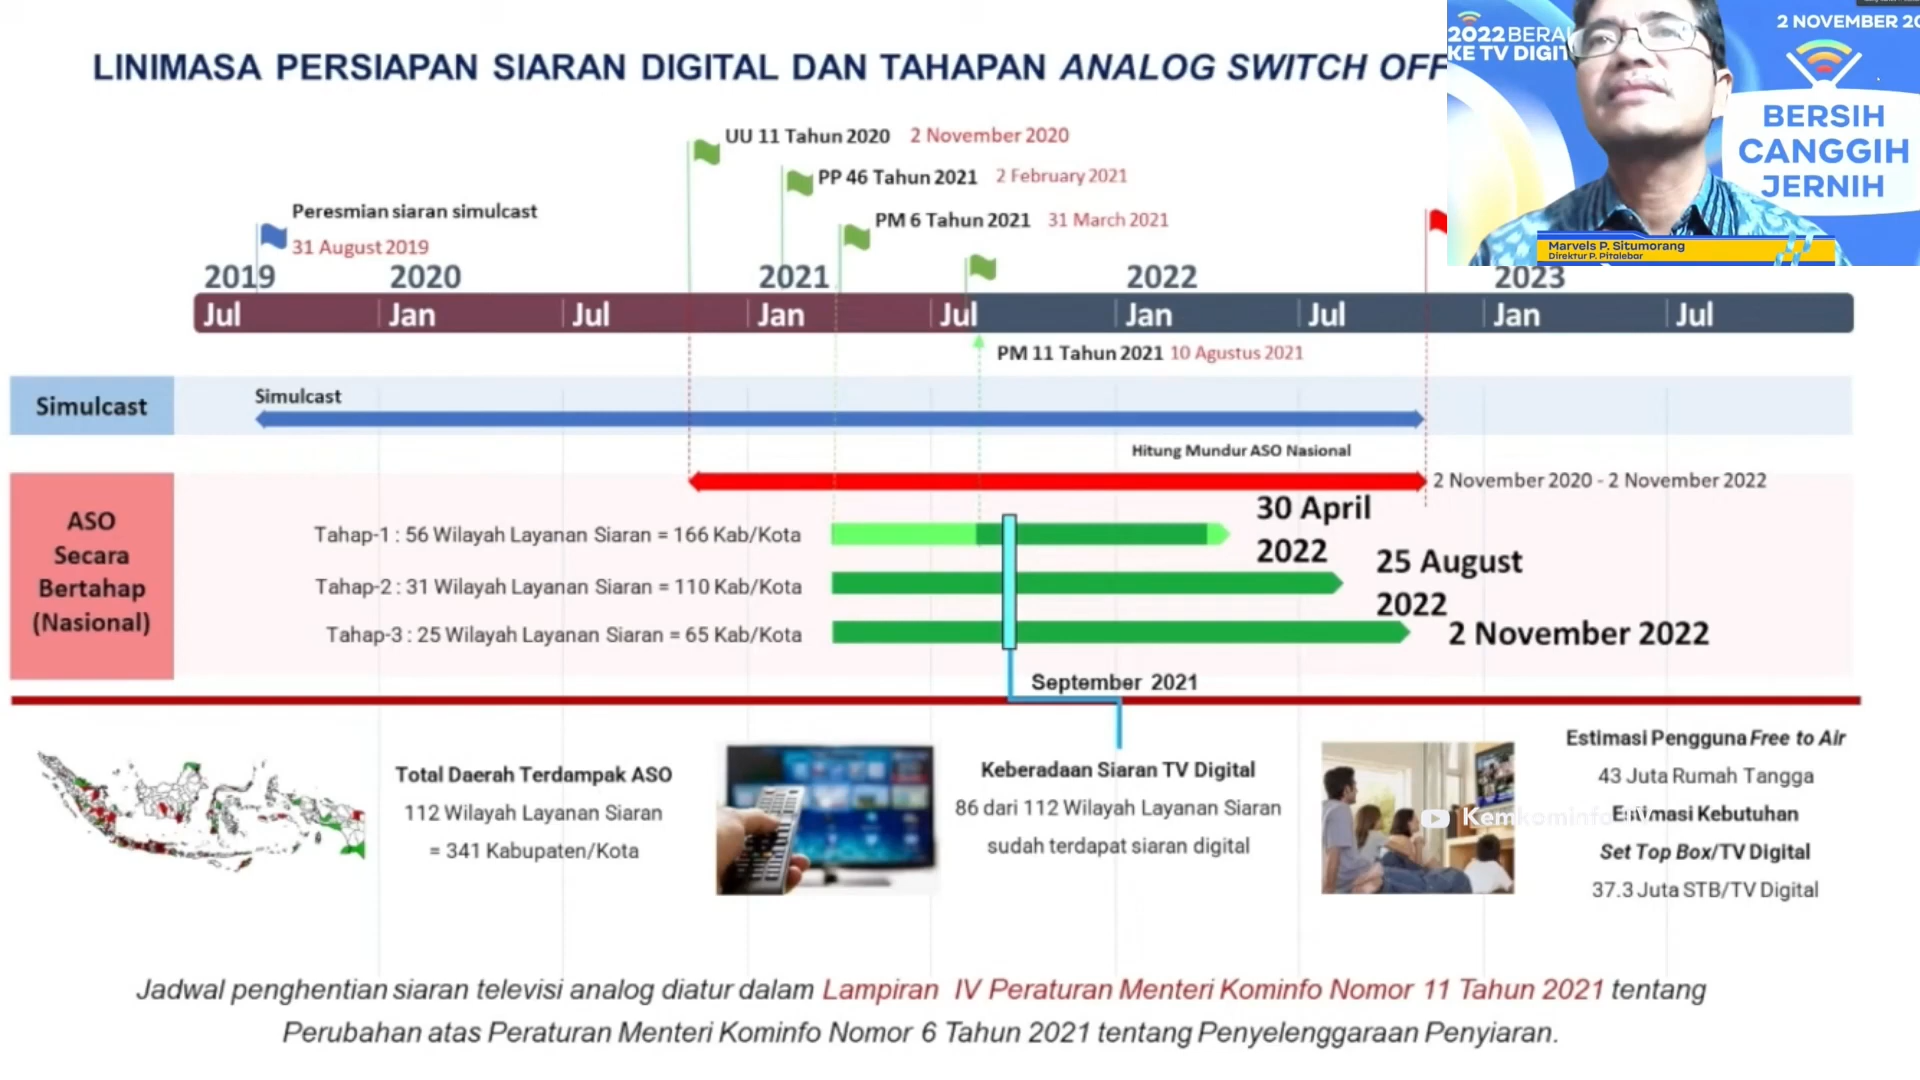 LINIMASA PERSIAPAN SIARAN DIGITAL DAN TAHAPAN ANALOG SWITCH OFF
2022 BERA
KE TV DIGIT
2 NOVEMBER 20
BERSIH
CANGGIH
JERNIH
Marvels P. Situmorang
Direktur P. Pitalebar
UU 11 Tahun 2020 2 November 2020
PP 46 Tahun 2021 2 February 2021
PM 6 Tahun 2021 31 March 2021
Peresmian siaran simulcast
31 August 2019
2019 2020 2021 2022 2023
Jul Jan Jul Jan Jul Jan Jul Jan Jul
PM 11 Tahun 2021 10 Agustus 2021
Simulcast
Simulcast
Hitung Mundur ASO Nasional
2 November 2020 - 2 November 2022
ASO
Secara
Bertahap
(Nasional)
Tahap-1 : 56 Wilayah Layanan Siaran = 166 Kab/Kota
30 April
2022
Tahap-2 : 31 Wilayah Layanan Siaran = 110 Kab/Kota
25 August
2022
Tahap-3 : 25 Wilayah Layanan Siaran = 65 Kab/Kota
2 November 2022
September 2021
Total Daerah Terdampak ASO
112 Wilayah Layanan Siaran
= 341 Kabupaten/Kota
Keberadaan Siaran TV Digital
86 dari 112 Wilayah Layanan Siaran
sudah terdapat siaran digital
Estimasi Pengguna Free to Air
43 Juta Rumah Tangga
Estimasi Kebutuhan
Set Top Box/TV Digital
37.3 Juta STB/TV Digital
Kemkominfo TV
Jadwal penghentian siaran televisi analog diatur dalam Lampiran IV Peraturan Menteri Kominfo Nomor 11 Tahun 2021 tentang
Perubahan atas Peraturan Menteri Kominfo Nomor 6 Tahun 2021 tentang Penyelenggaraan Penyiaran.